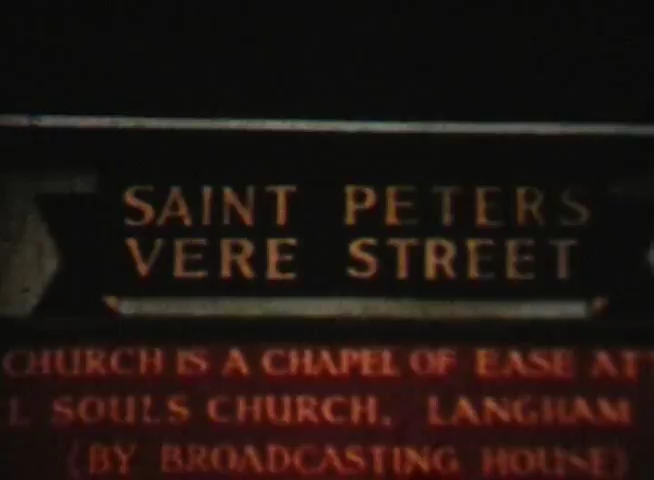 SAINT PETERS
VERE STREET
CHURCH IS A CHAPEL OF EASE AT
L SOULS CHURCH. LANGHAM
(BY BROADCASTING HOUSE)